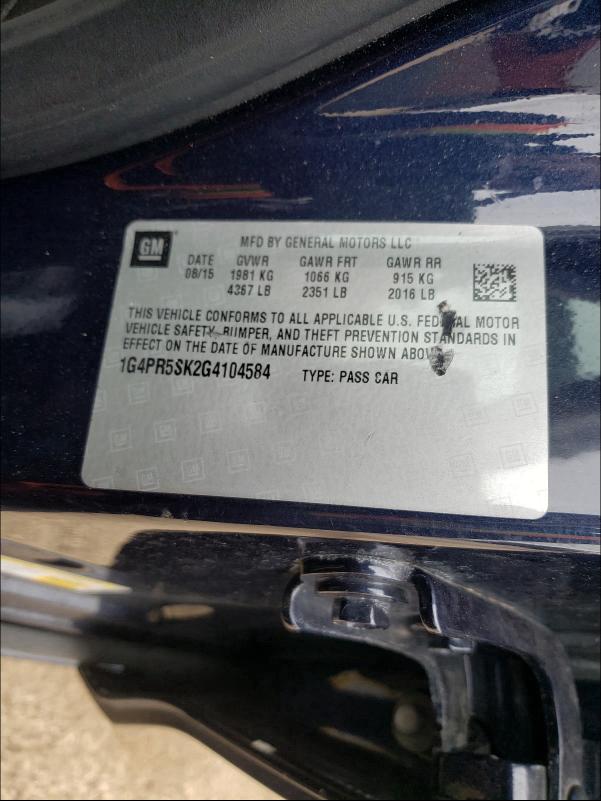 GM
MFD BY GENERAL MOTORS LLC
DATE GVWR GAWR FRT GAWR RR
08/15 1981 KG 1066 KG 915 KG
4367 LB 2351 LB 2016 LB
THIS VEHICLE CONFORMS TO ALL APPLICABLE U.S. FEDERAL MOTOR
VEHICLE SAFETY, BUMPER, AND THEFT PREVENTION STANDARDS IN
EFFECT ON THE DATE OF MANUFACTURE SHOWN ABOVE.
1G4PR5SK2G4104584 TYPE: PASS CAR